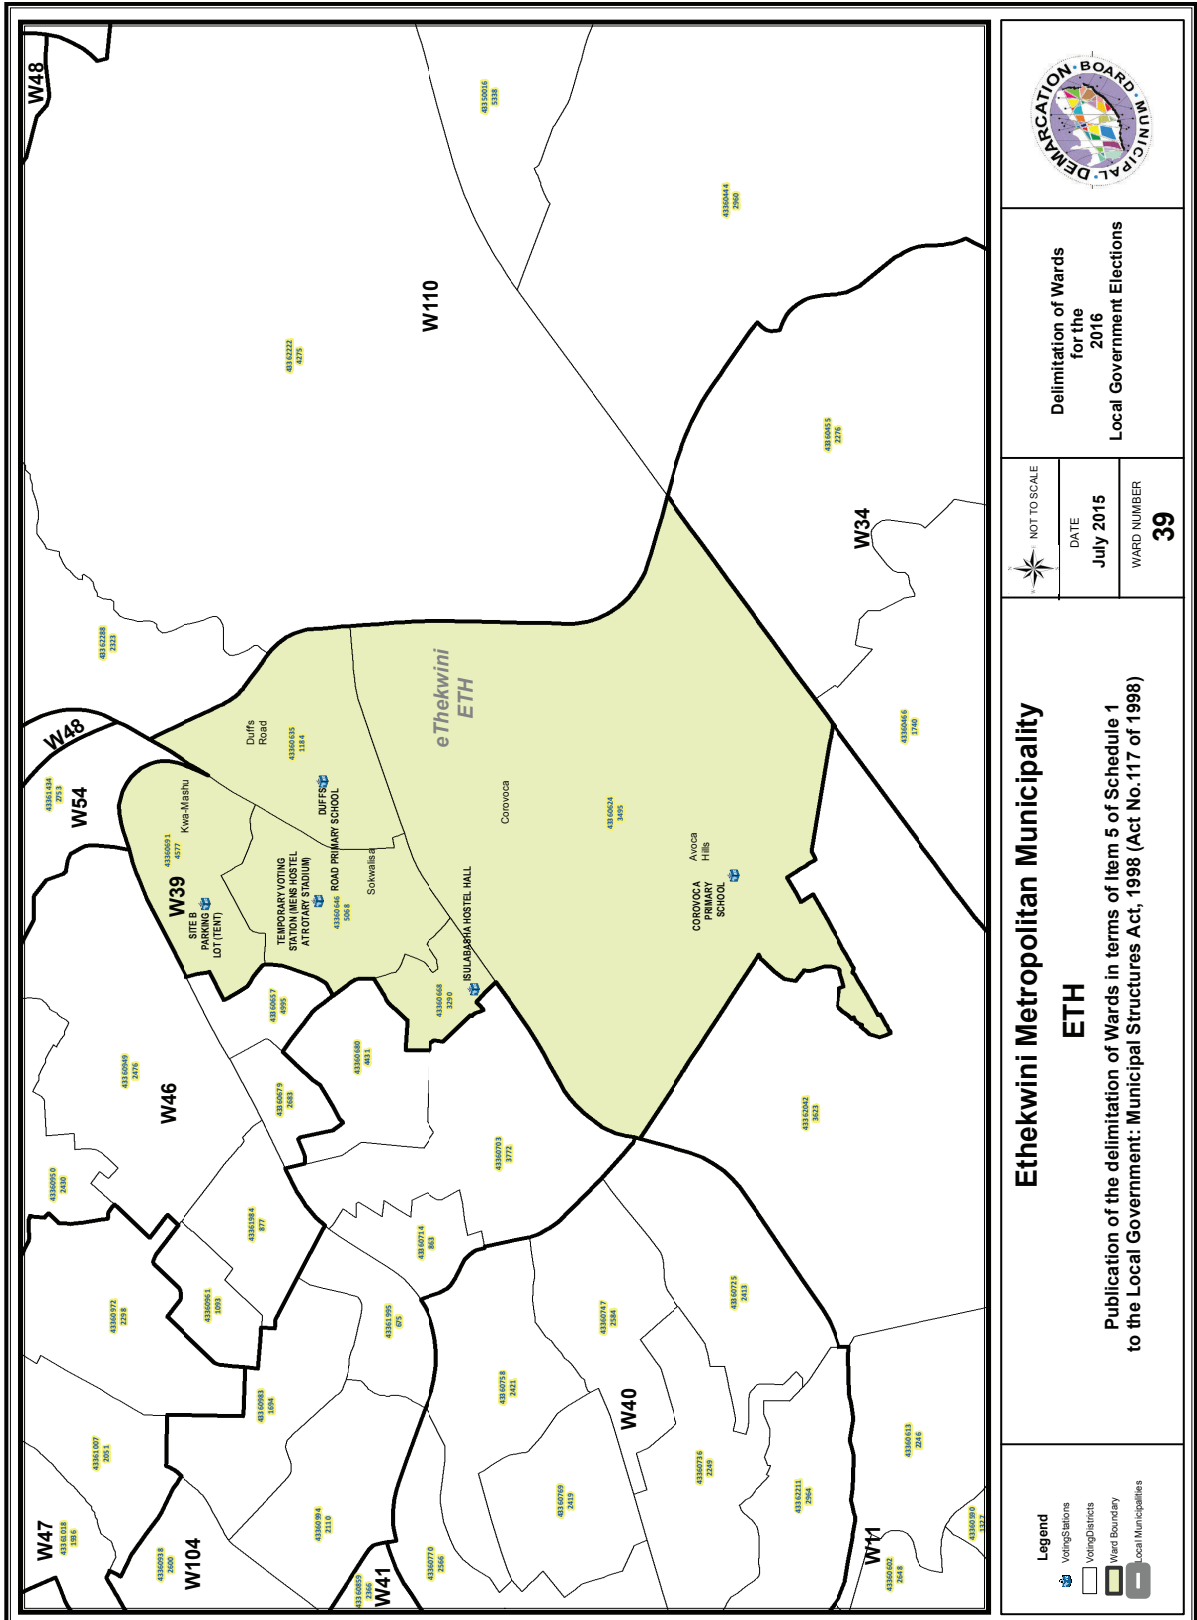 W48
W110
W34
W48
W54
W39
W46
W47
W104
W41
W40
W11
43350016
5338
43360444
2960
43362222
4275
43360455
2276
43362288
2323
43360466
1740
43361434
2753
43360635
1184
43360691
4577
43360646
5068
43360624
3495
43360668
3290
43360657
4995
43360680
4431
43360679
2683
43360949
2476
43360950
2430
43361984
877
43360703
3772
43362042
3623
43360714
863
43360972
2298
43360961
1093
43361995
675
43360747
2584
43360725
2413
43360758
2421
43360983
1694
43361007
2051
43361018
1936
43360994
2110
43360938
2600
43360859
2366
43360770
2566
43360769
2419
43360736
2249
43362211
2964
43360613
2246
43360602
2648
43360590
1327
Duffs
Road
Kwa-Mashu
Sokwalisa
Corovoca
Avoca
Hills
eThekwini
ETH
SITE B
PARKING
LOT (TENT)
TEMPORARY VOTING
STATION (MENS HOSTEL
AT ROTARY STADIUM)
DUFFS
ROAD PRIMARY SCHOOL
ISULABASHA HOSTEL HALL
COROVOCA
PRIMARY
SCHOOL
Legend
VotingStations
VotingDistricts
Ward Boundary
Local Municipalities
Ethekwini Metropolitan Municipality
ETH
Publication of the delimitation of Wards in terms of Item 5 of Schedule 1
to the Local Government: Municipal Structures Act, 1998 (Act No.117 of 1998)
NOT TO SCALE
DATE
July 2015
WARD NUMBER
39
Delimitation of Wards
for the
2016
Local Government Elections
MUNICIPAL • DEMARCATION • BOARD •